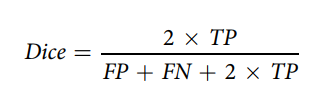 Dice = 2 × TP / FP + FN + 2 × TP